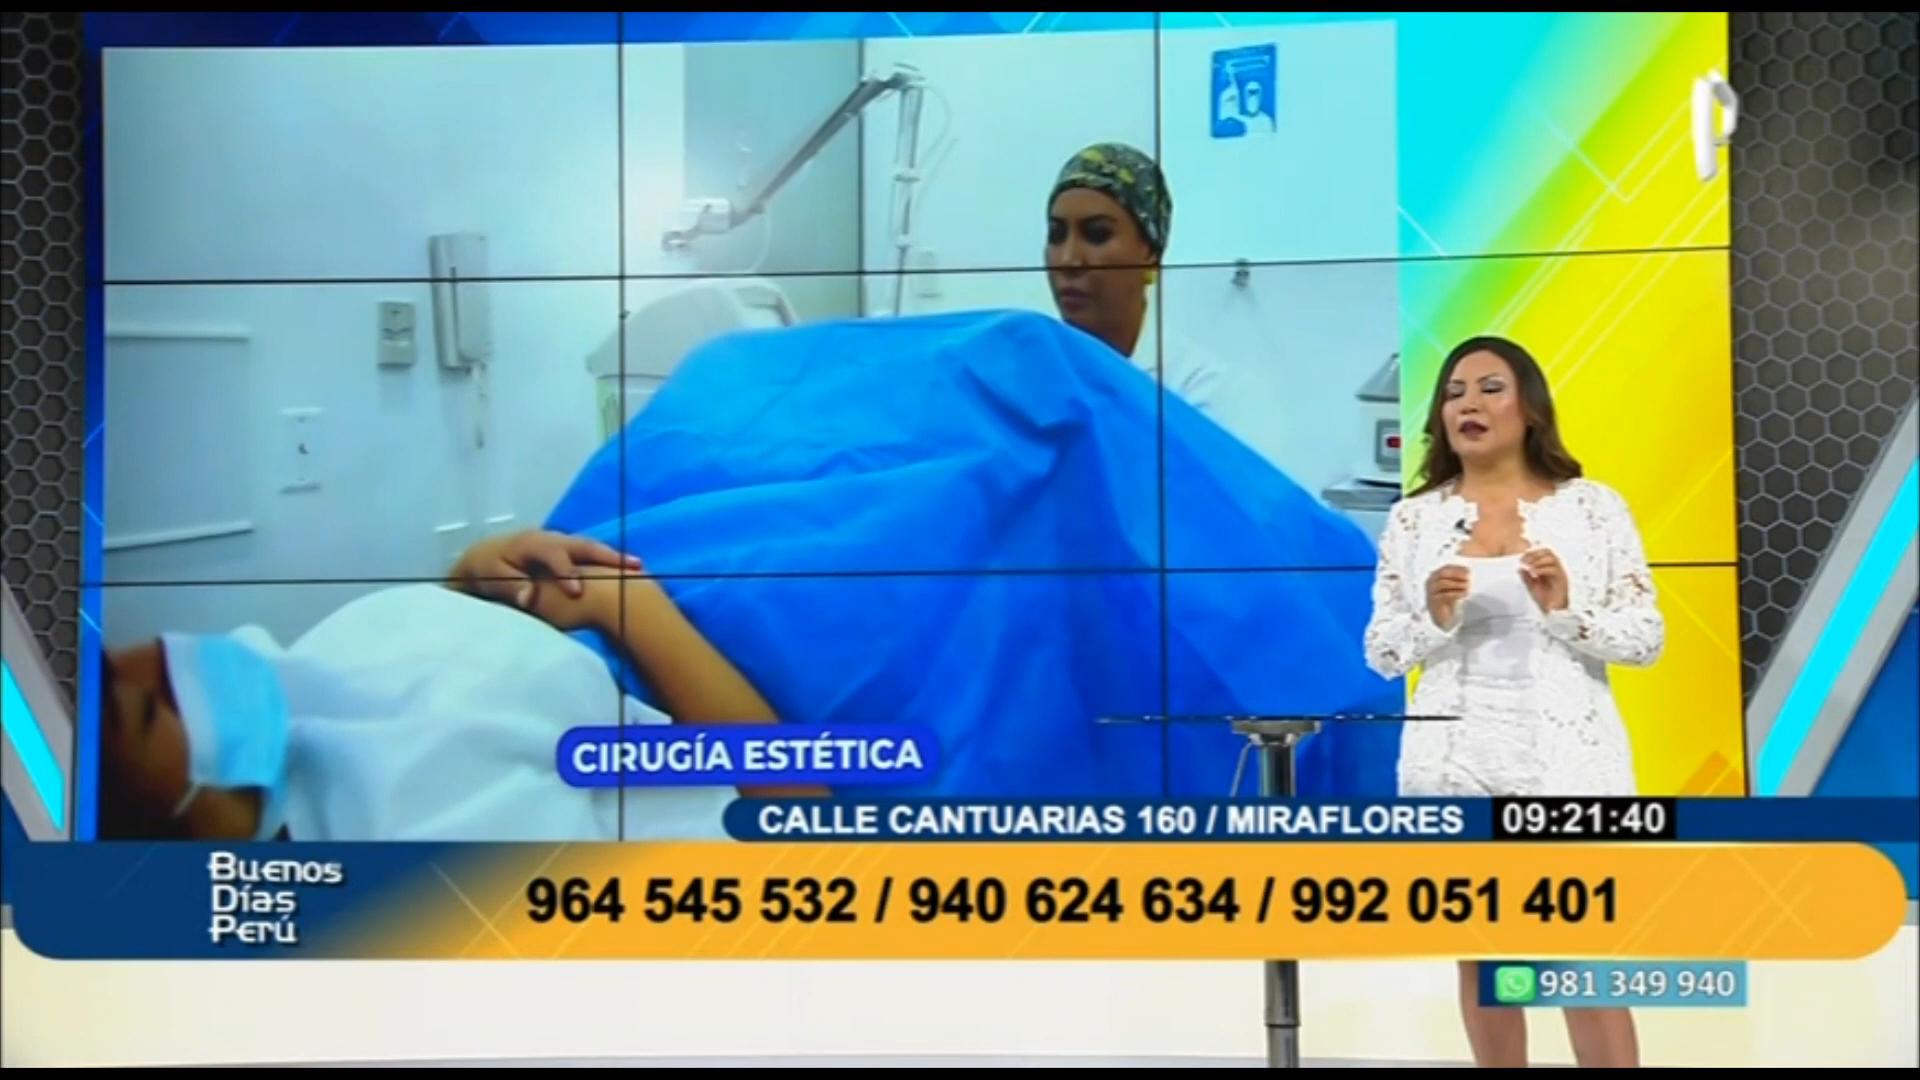 CIRUGÍA ESTÉTICA
CALLE CANTUARIAS 160 / MIRAFLORES 09:21:40
Buenos
Días
Perú
964 545 532 / 940 624 634 / 992 051 401
981 349 940